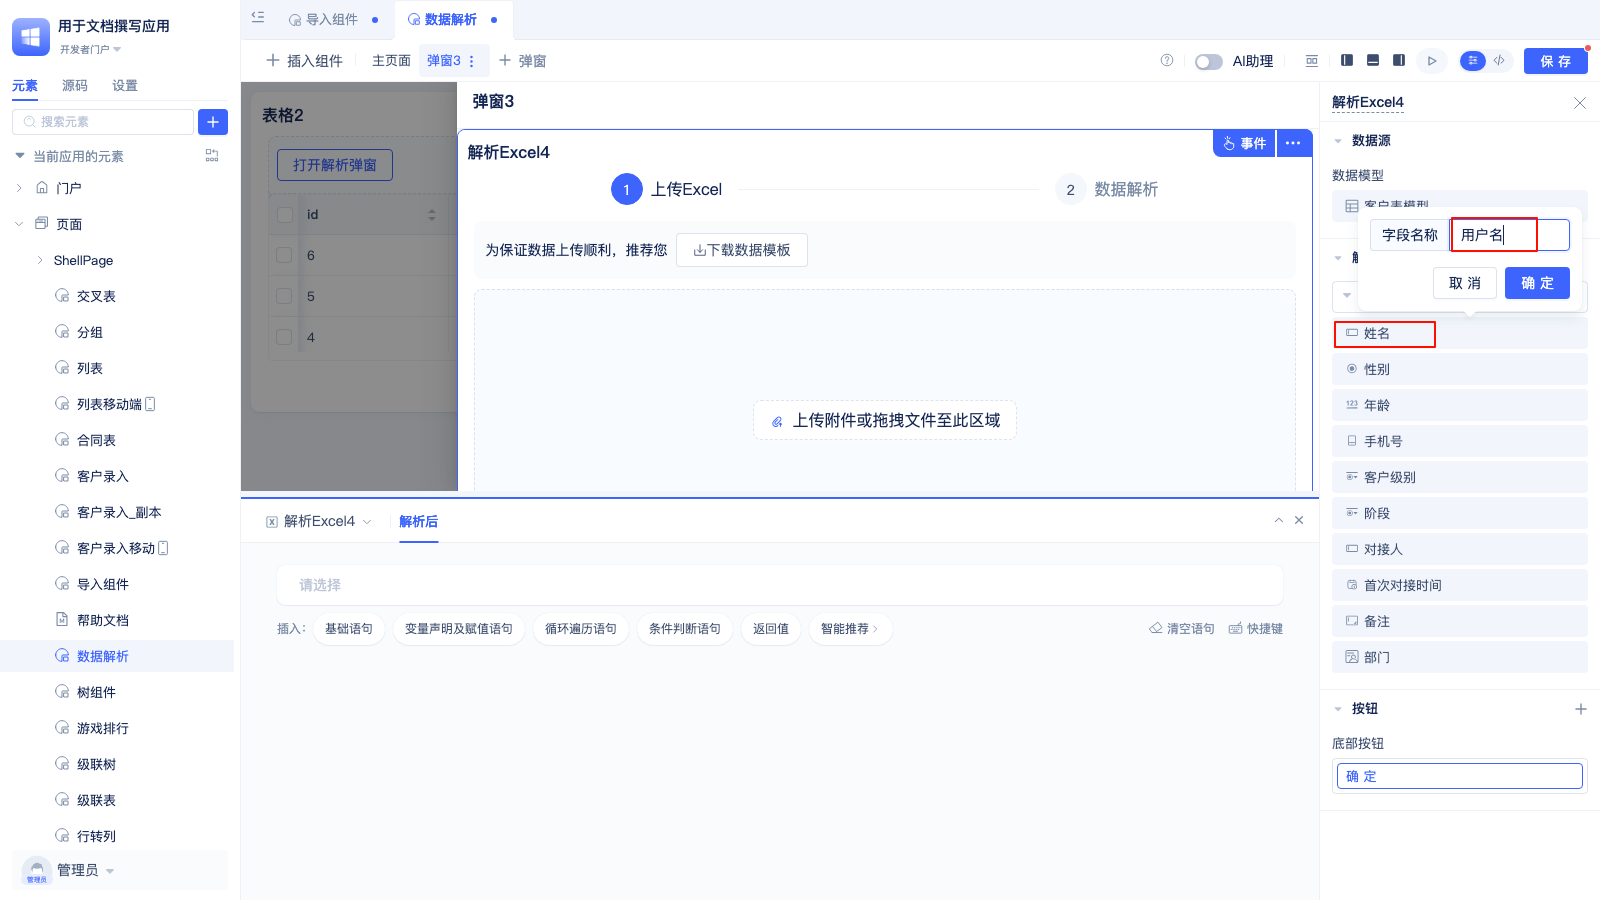 用于文档撰写应用
开发者门户
元素
源码
设置
搜索元素
当前应用的元素
门户
页面
ShellPage
交叉表
分组
列表
列表移动端
合同表
客户录入
客户录入_副本
客户录入移动
导入组件
帮助文档
数据解析
树组件
游戏排行
级联树
级联表
行转列
管理员
管理员
导入组件
数据解析
插入组件
主页面
弹窗3
弹窗
AI助理
保 存
表格2
打开解析弹窗
id
6
5
4
弹窗3
解析Excel4
事件
1
上传Excel
2
数据解析
为保证数据上传顺利，推荐您
下载数据模板
上传附件或拖拽文件至此区域
解析Excel4
解析后
请选择
插入：
基础语句
变量声明及赋值语句
循环遍历语句
条件判断语句
返回值
智能推荐
清空语句
快捷键
解析Excel4
数据源
数据模型
客户表模型
字段名称
用户名
取 消
确 定
姓名
性别
123
年龄
手机号
客户级别
阶段
对接人
首次对接时间
备注
部门
按钮
底部按钮
确 定